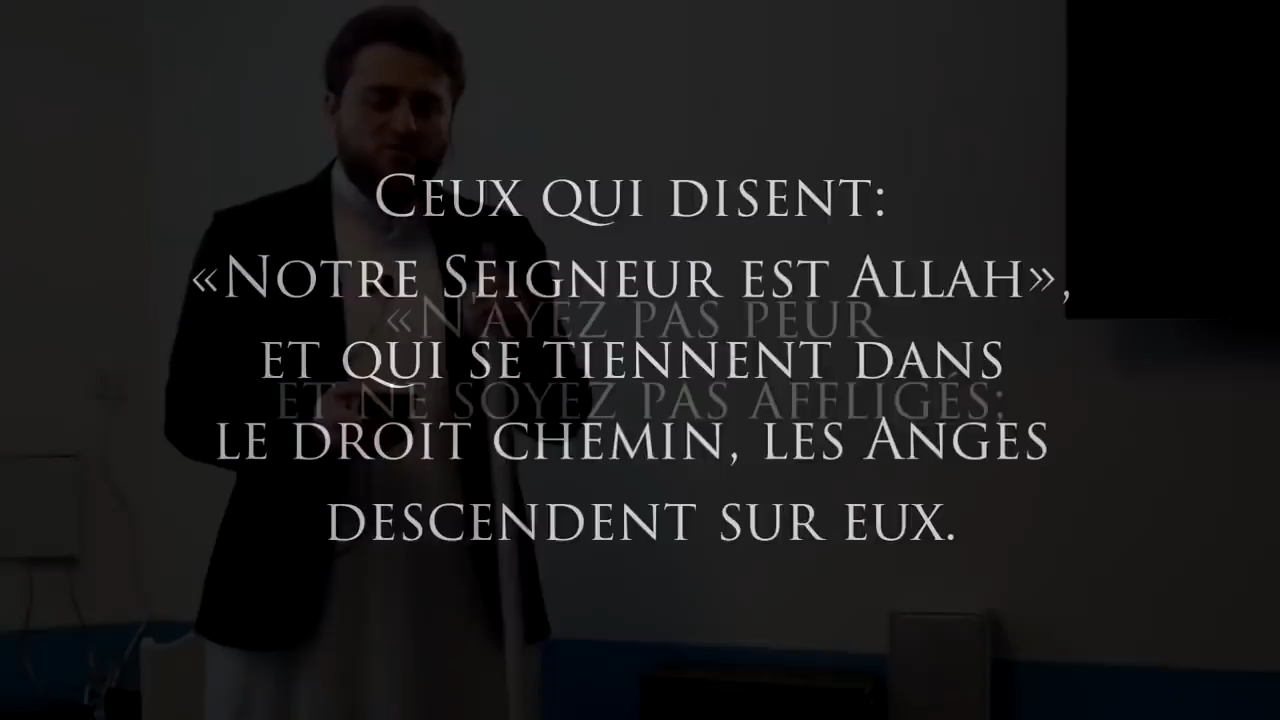 Ceux qui disent:
«Notre Seigneur est Allah»,
«N'ayez pas peur
et qui se tiennent dans
et ne soyez pas affligés;
le droit chemin, les Anges
descendent sur eux.